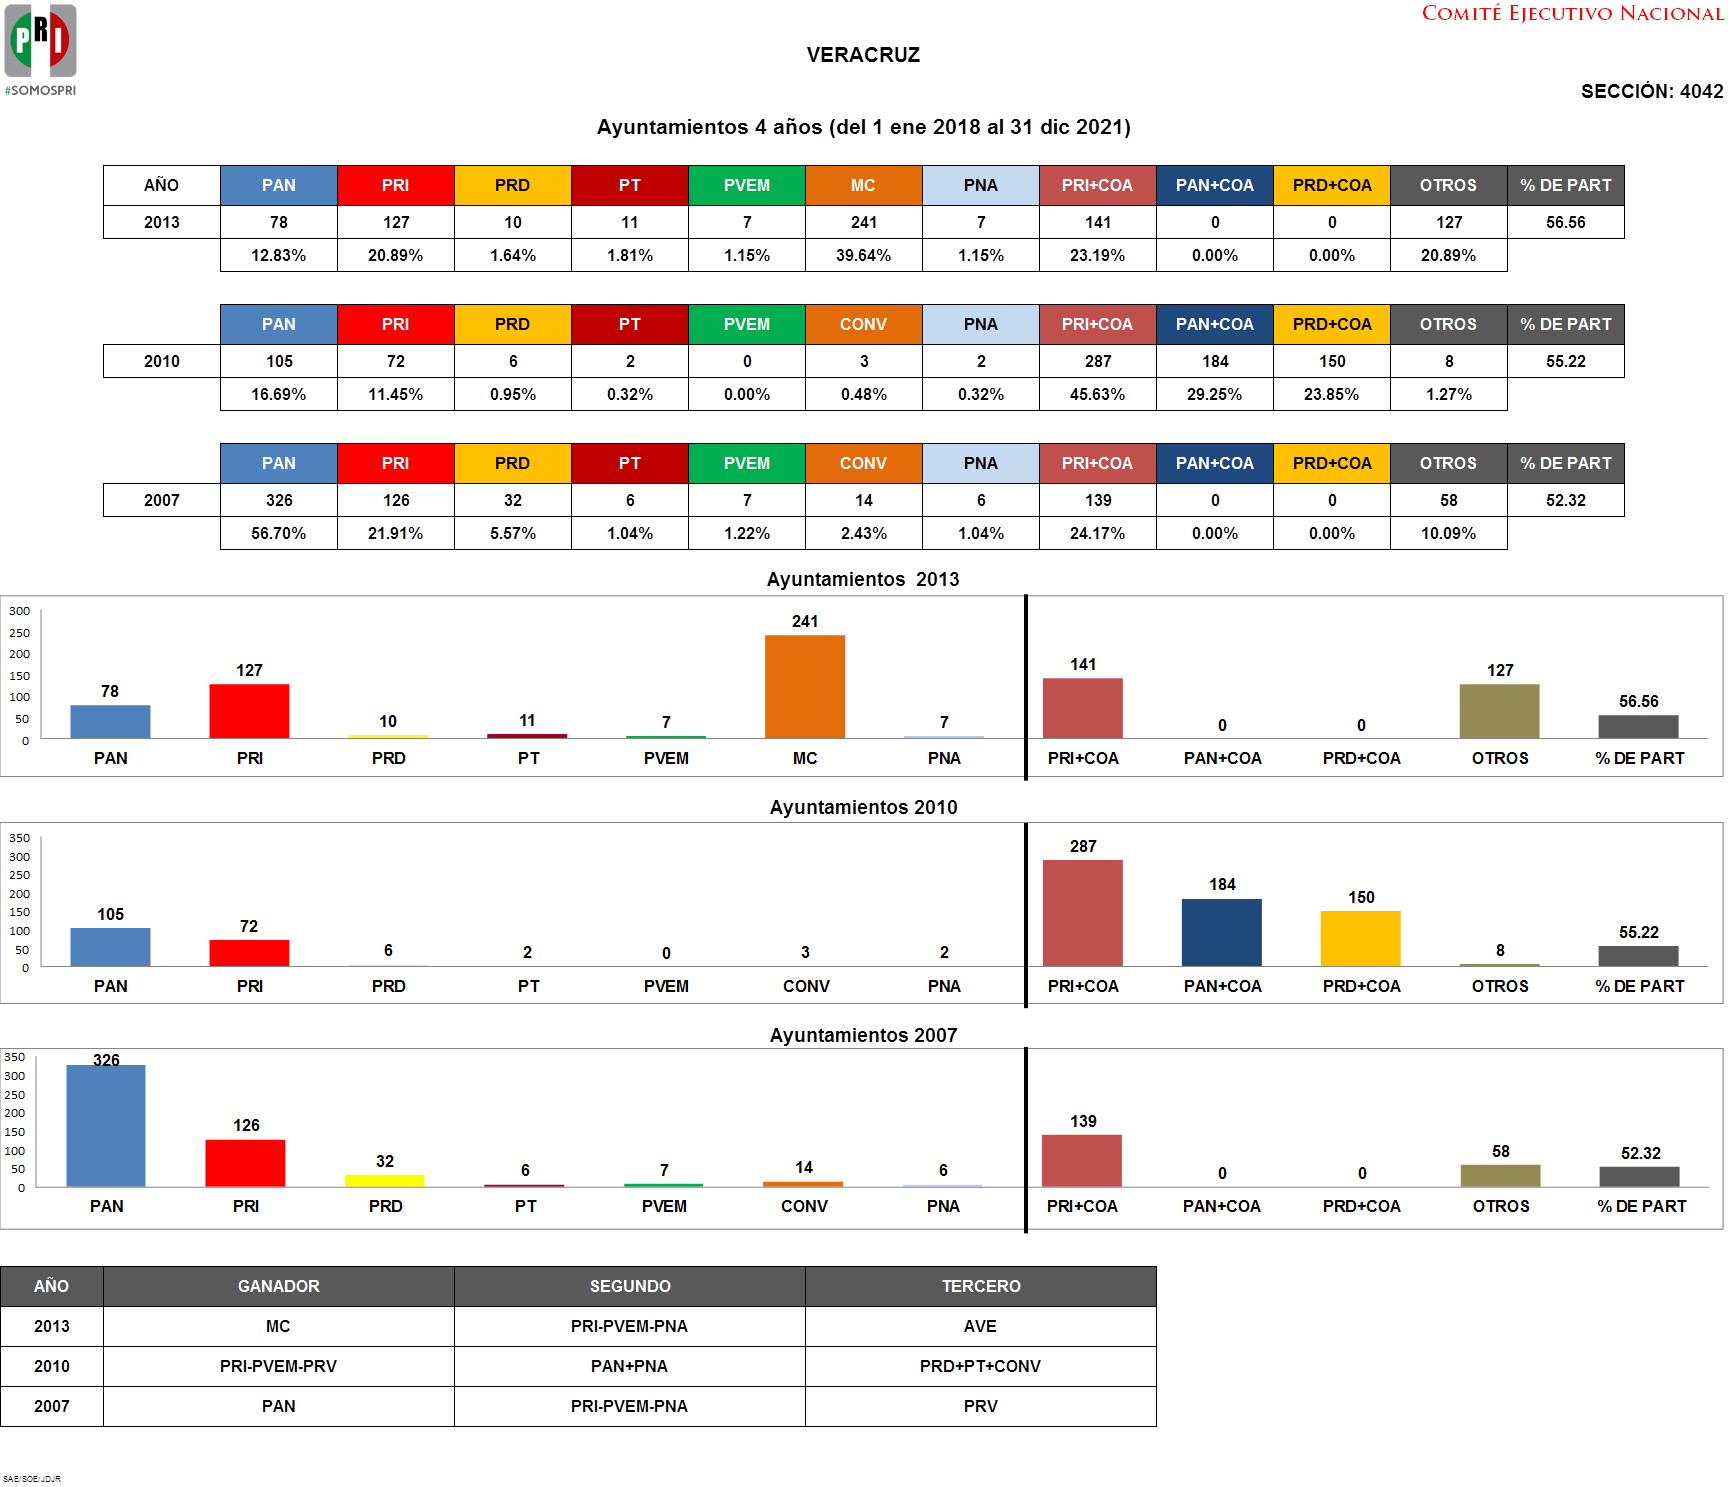 PRI
#SOMOSPRI
COMITÉ EJECUTIVO NACIONAL
VERACRUZ
SECCIÓN: 4042
Ayuntamientos 4 años (del 1 ene 2018 al 31 dic 2021)
AÑO PAN PRI PRD PT PVEM MC PNA PRI+COA PAN+COA PRD+COA OTROS % DE PART
2013 78 127 10 11 7 241 7 141 0 0 127 56.56
12.83% 20.89% 1.64% 1.81% 1.15% 39.64% 1.15% 23.19% 0.00% 0.00% 20.89%
PAN PRI PRD PT PVEM CONV PNA PRI+COA PAN+COA PRD+COA OTROS % DE PART
2010 105 72 6 2 0 3 2 287 184 150 8 55.22
16.69% 11.45% 0.95% 0.32% 0.00% 0.48% 0.32% 45.63% 29.25% 23.85% 1.27%
PAN PRI PRD PT PVEM CONV PNA PRI+COA PAN+COA PRD+COA OTROS % DE PART
2007 326 126 32 6 7 14 6 139 0 0 58 52.32
56.70% 21.91% 5.57% 1.04% 1.22% 2.43% 1.04% 24.17% 0.00% 0.00% 10.09%
Ayuntamientos 2013
300
250
200
150
100
50
0
78 127 10 11 7 241 7 141 0 0 127 56.56
PAN PRI PRD PT PVEM MC PNA PRI+COA PAN+COA PRD+COA OTROS % DE PART
Ayuntamientos 2010
350
300
250
200
150
100
50
0
105 72 6 2 0 3 2 287 184 150 8 55.22
PAN PRI PRD PT PVEM CONV PNA PRI+COA PAN+COA PRD+COA OTROS % DE PART
Ayuntamientos 2007
350
300
250
200
150
100
50
0
326 126 32 6 7 14 6 139 0 0 58 52.32
PAN PRI PRD PT PVEM CONV PNA PRI+COA PAN+COA PRD+COA OTROS % DE PART
AÑO GANADOR SEGUNDO TERCERO
2013 MC PRI-PVEM-PNA AVE
2010 PRI-PVEM-PRV PAN+PNA PRD+PT+CONV
2007 PAN PRI-PVEM-PNA PRV
SAE/SOE/JDJR